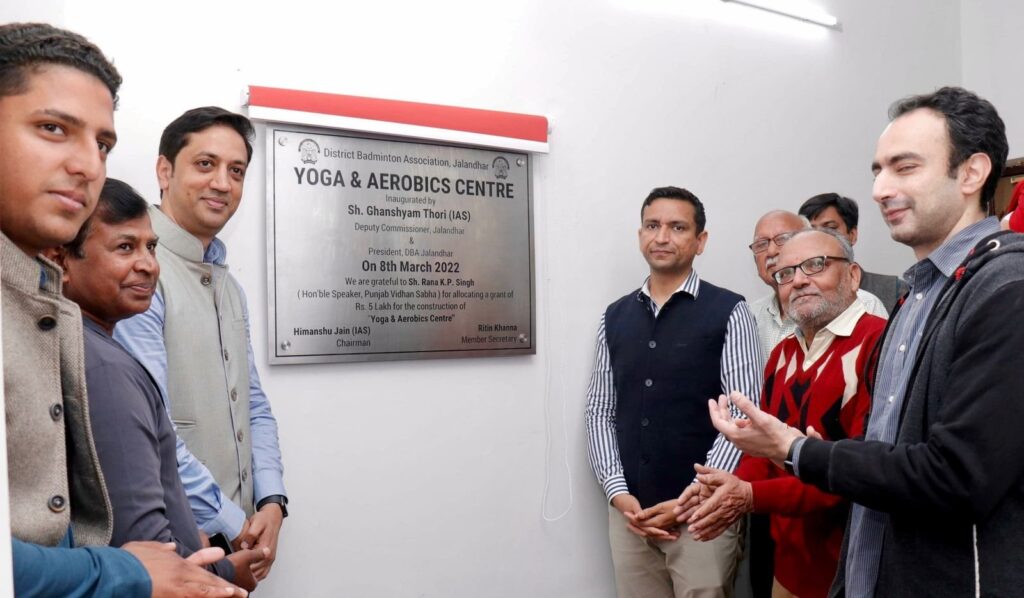 District Badminton Association, Jalandhar
YOGA & AEROBICS CENTRE
Inaugurated by
Sh. Ghanshyam Thori (IAS)
Deputy Commissioner, Jalandhar
&
President, DBA Jalandhar
On 8th March 2022
We are grateful to Sh. Rana K.P. Singh
( Hon'ble Speaker, Punjab Vidhan Sabha ) for allocating a grant of
Rs. 5 Lakh for the construction of
"Yoga & Aerobics Centre"
Himanshu Jain (IAS)
Chairman
Ritin Khanna
Member Secretary